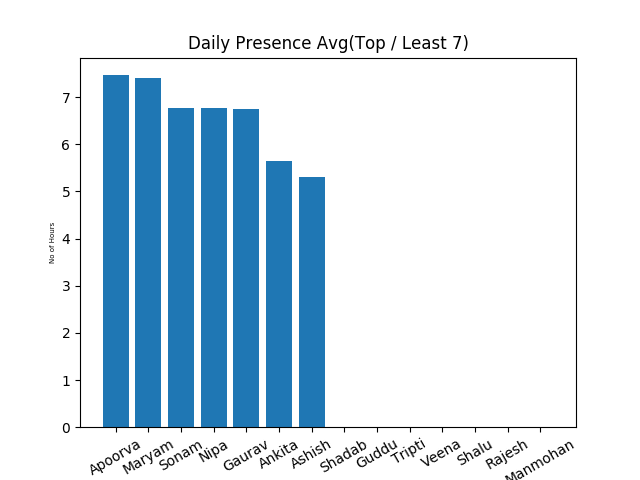 Daily Presence Avg(Top / Least 7)
7
6
5
4
3
2
1
0
No of Hours
Apoorva
Maryam
Sonam
Nipa
Gaurav
Ankita
Ashish
Shadab
Guddu
Tripti
Veena
Shalu
Rajesh
Manmohan